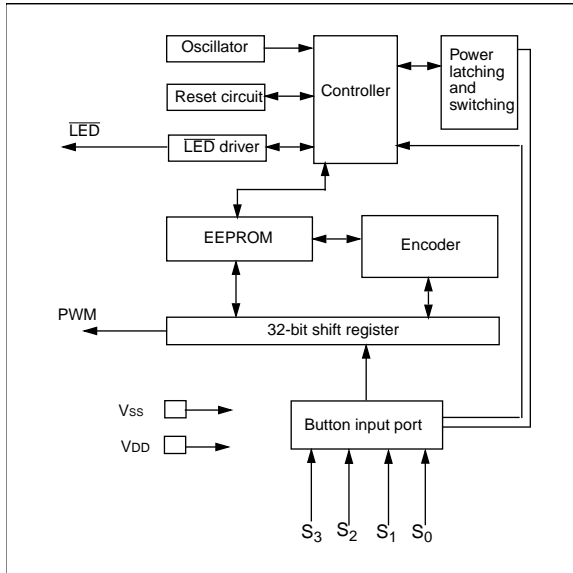 Oscillator
Power
latching
and
switching
Controller
Reset circuit
LED
LED driver
EEPROM
Encoder
PWM
32-bit shift register
VSS
Button input port
VDD
S3
S2
S1
S0